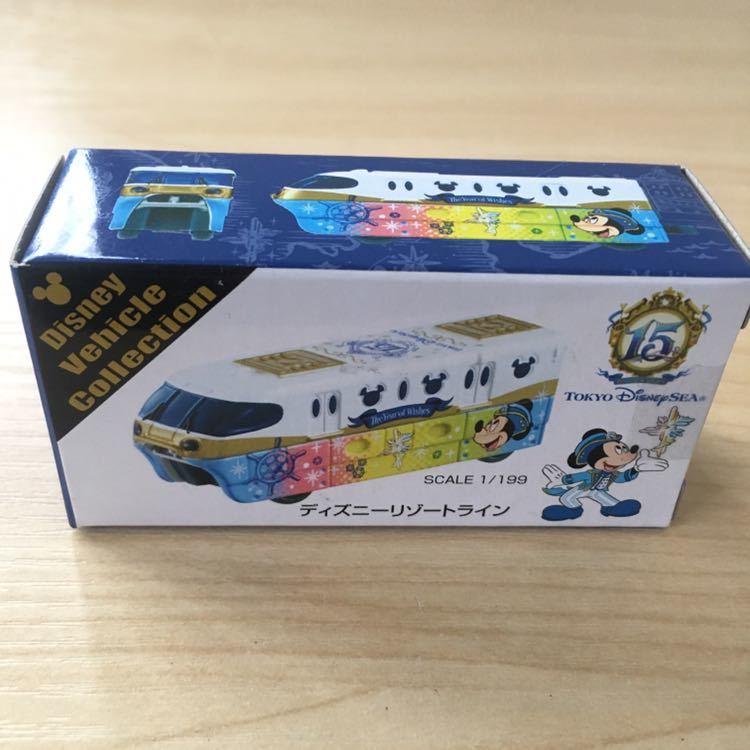 The Year of Wishes
Disney
Vehicle
Collection
15
TOKYO DISNEYSEA®
The Year of Wishes
SCALE 1/199
ディズニーリゾートライン